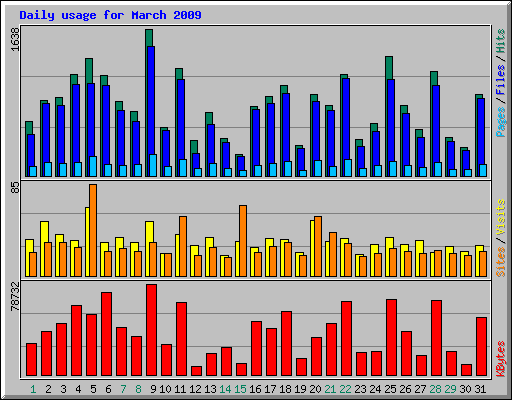 Daily usage for March 2009
1638
Pages / Files / Hits
85
Sites / Visits
78732
KBytes
1 2 3 4 5 6 7 8 9 10 11 12 13 14 15 16 17 18 19 20 21 22 23 24 25 26 27 28 29 30 31